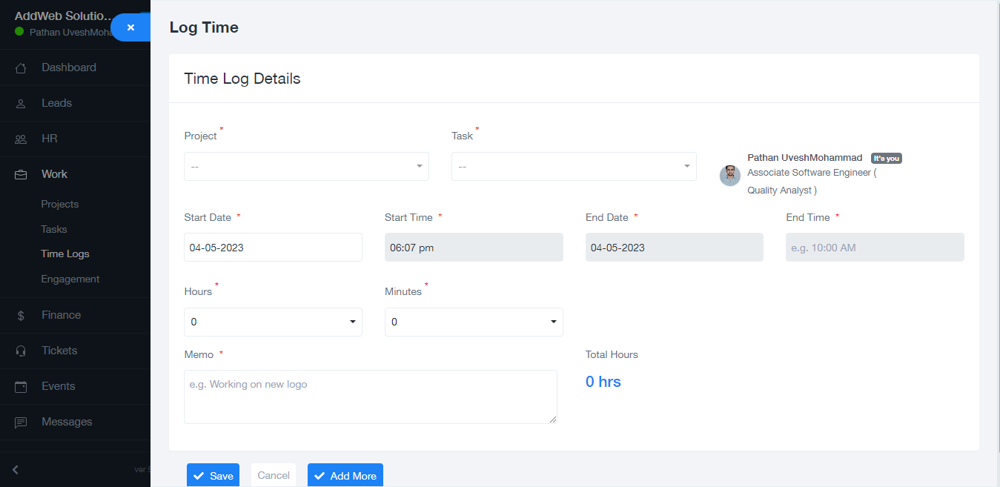 AddWeb Solutio...
Pathan UveshMoha
Dashboard
Leads
HR
Work
Projects
Tasks
Time Logs
Engagement
Finance
Tickets
Events
Messages
ver 5
Log Time
Time Log Details
Project *
Task *
--
--
Pathan UveshMohammad It's you
Associate Software Engineer (
Quality Analyst )
Start Date *
Start Time *
End Date *
End Time *
04-05-2023
06:07 pm
04-05-2023
e.g. 10:00 AM
Hours *
Minutes *
0
0
Memo *
Total Hours
e.g. Working on new logo
0 hrs
Save
Cancel
Add More